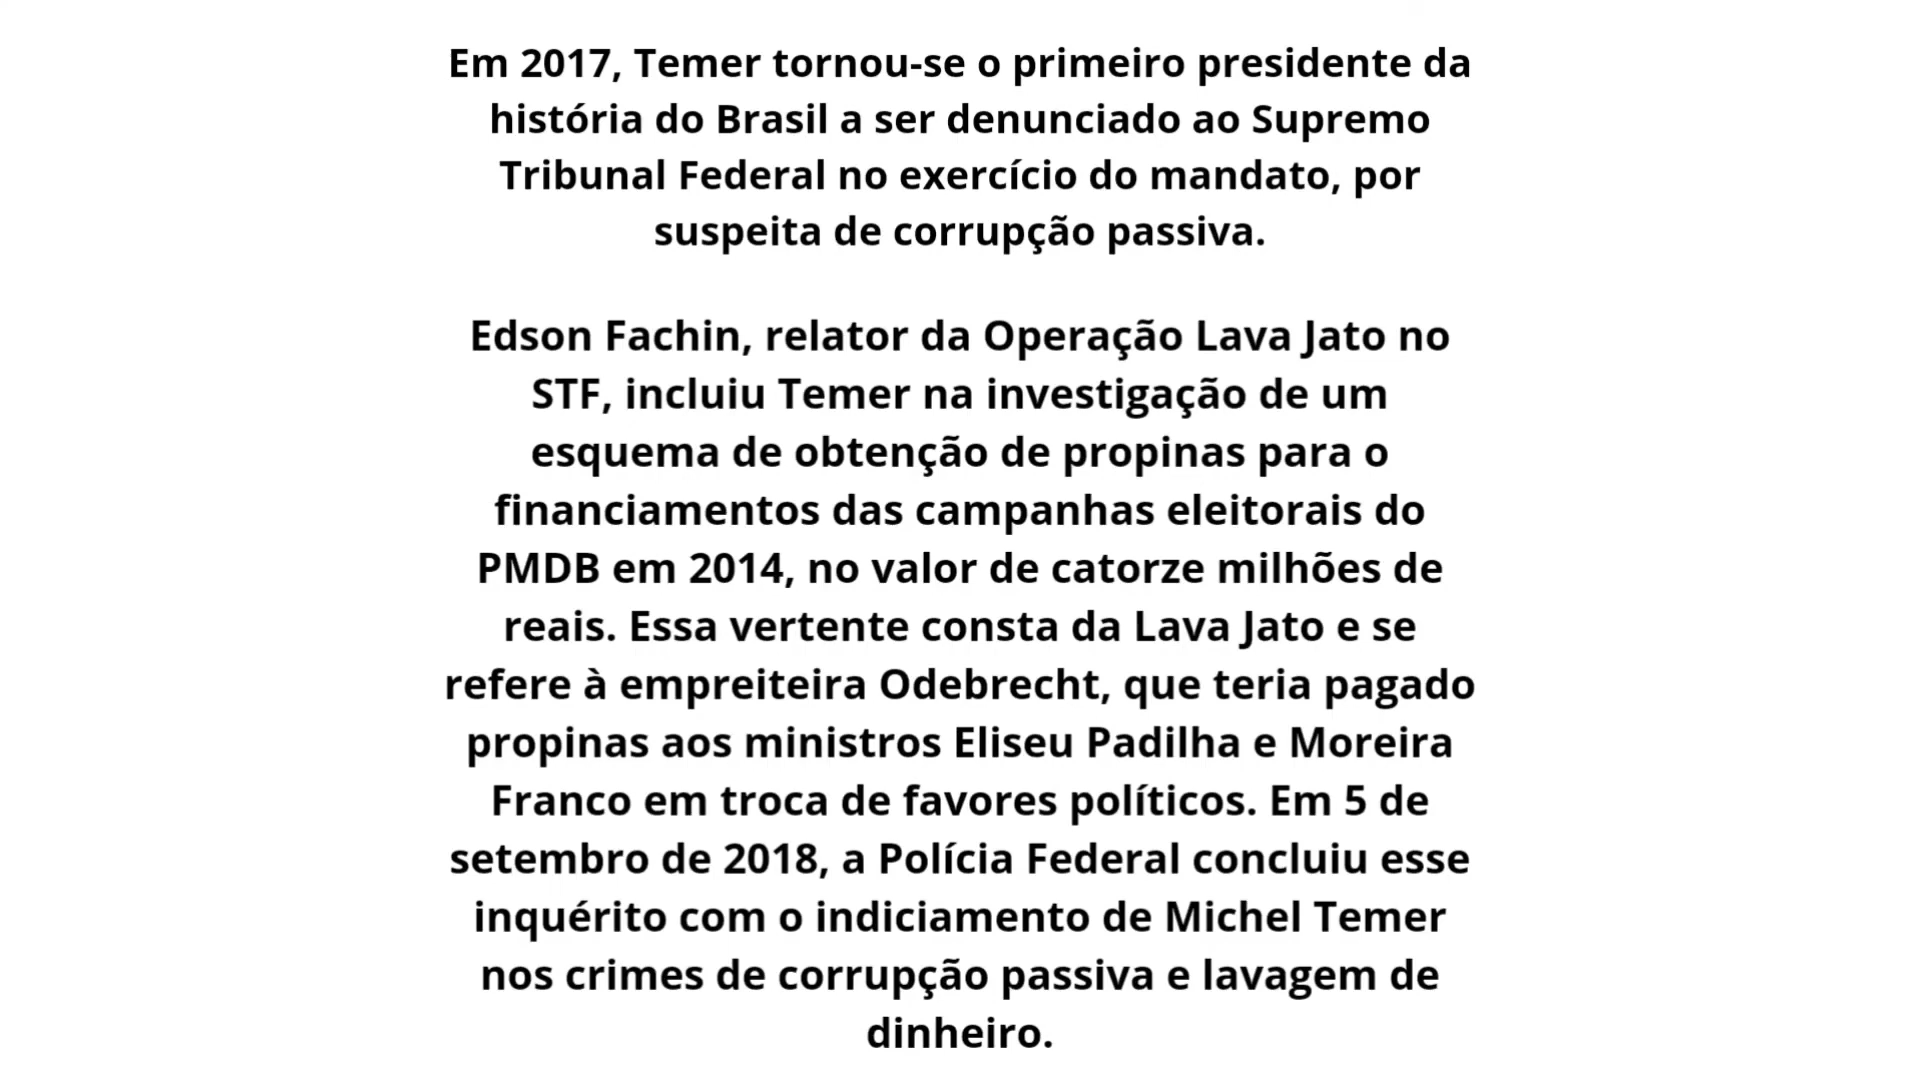 Em 2017, Temer tornou-se o primeiro presidente da
história do Brasil a ser denunciado ao Supremo
Tribunal Federal no exercício do mandato, por
suspeita de corrupção passiva.
Edson Fachin, relator da Operação Lava Jato no
STF, incluiu Temer na investigação de um
esquema de obtenção de propinas para o
financiamentos das campanhas eleitorais do
PMDB em 2014, no valor de catorze milhões de
reais. Essa vertente consta da Lava Jato e se
refere à empreiteira Odebrecht, que teria pagado
propinas aos ministros Eliseu Padilha e Moreira
Franco em troca de favores políticos. Em 5 de
setembro de 2018, a Polícia Federal concluiu esse
inquérito com o indiciamento de Michel Temer
nos crimes de corrupção passiva e lavagem de
dinheiro.